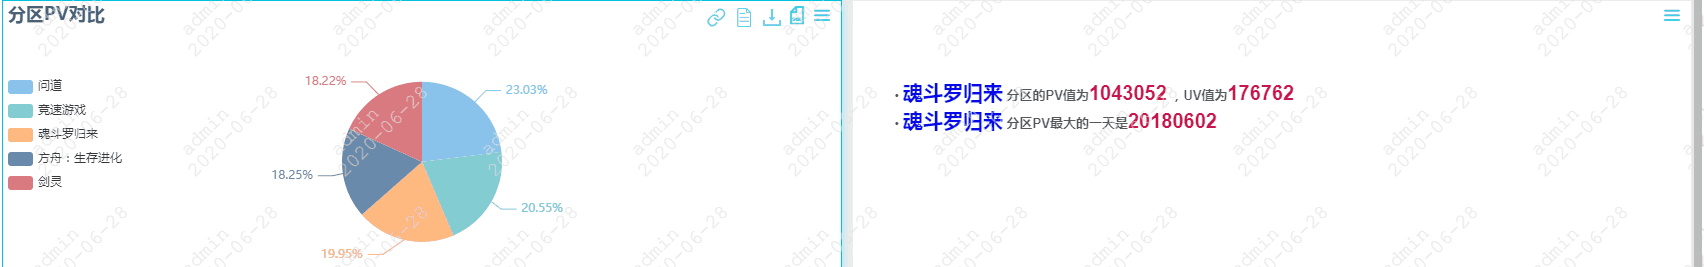 分区PV对比
问道
竞速游戏
魂斗罗归来
方舟：生存进化
剑灵
18.22%
23.03%
18.25%
20.55%
19.95%
• 魂斗罗归来 分区的PV值为1043052 ，UV值为176762
• 魂斗罗归来 分区PV最大的一天是20180602
admin
2020-06-28